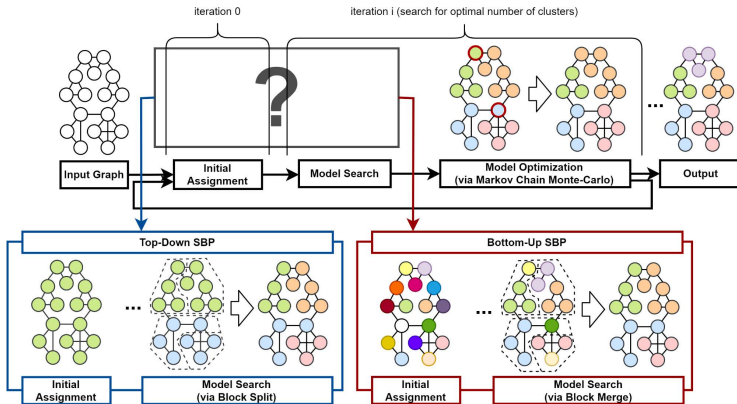 iteration 0
iteration i (search for optimal number of clusters)
?
...
Input Graph
Initial
Assignment
Model Search
Model Optimization
(via Markov Chain Monte-Carlo)
Output
Top-Down SBP
Bottom-Up SBP
...
...
Initial
Assignment
Model Search
(via Block Split)
Initial
Assignment
Model Search
(via Block Merge)